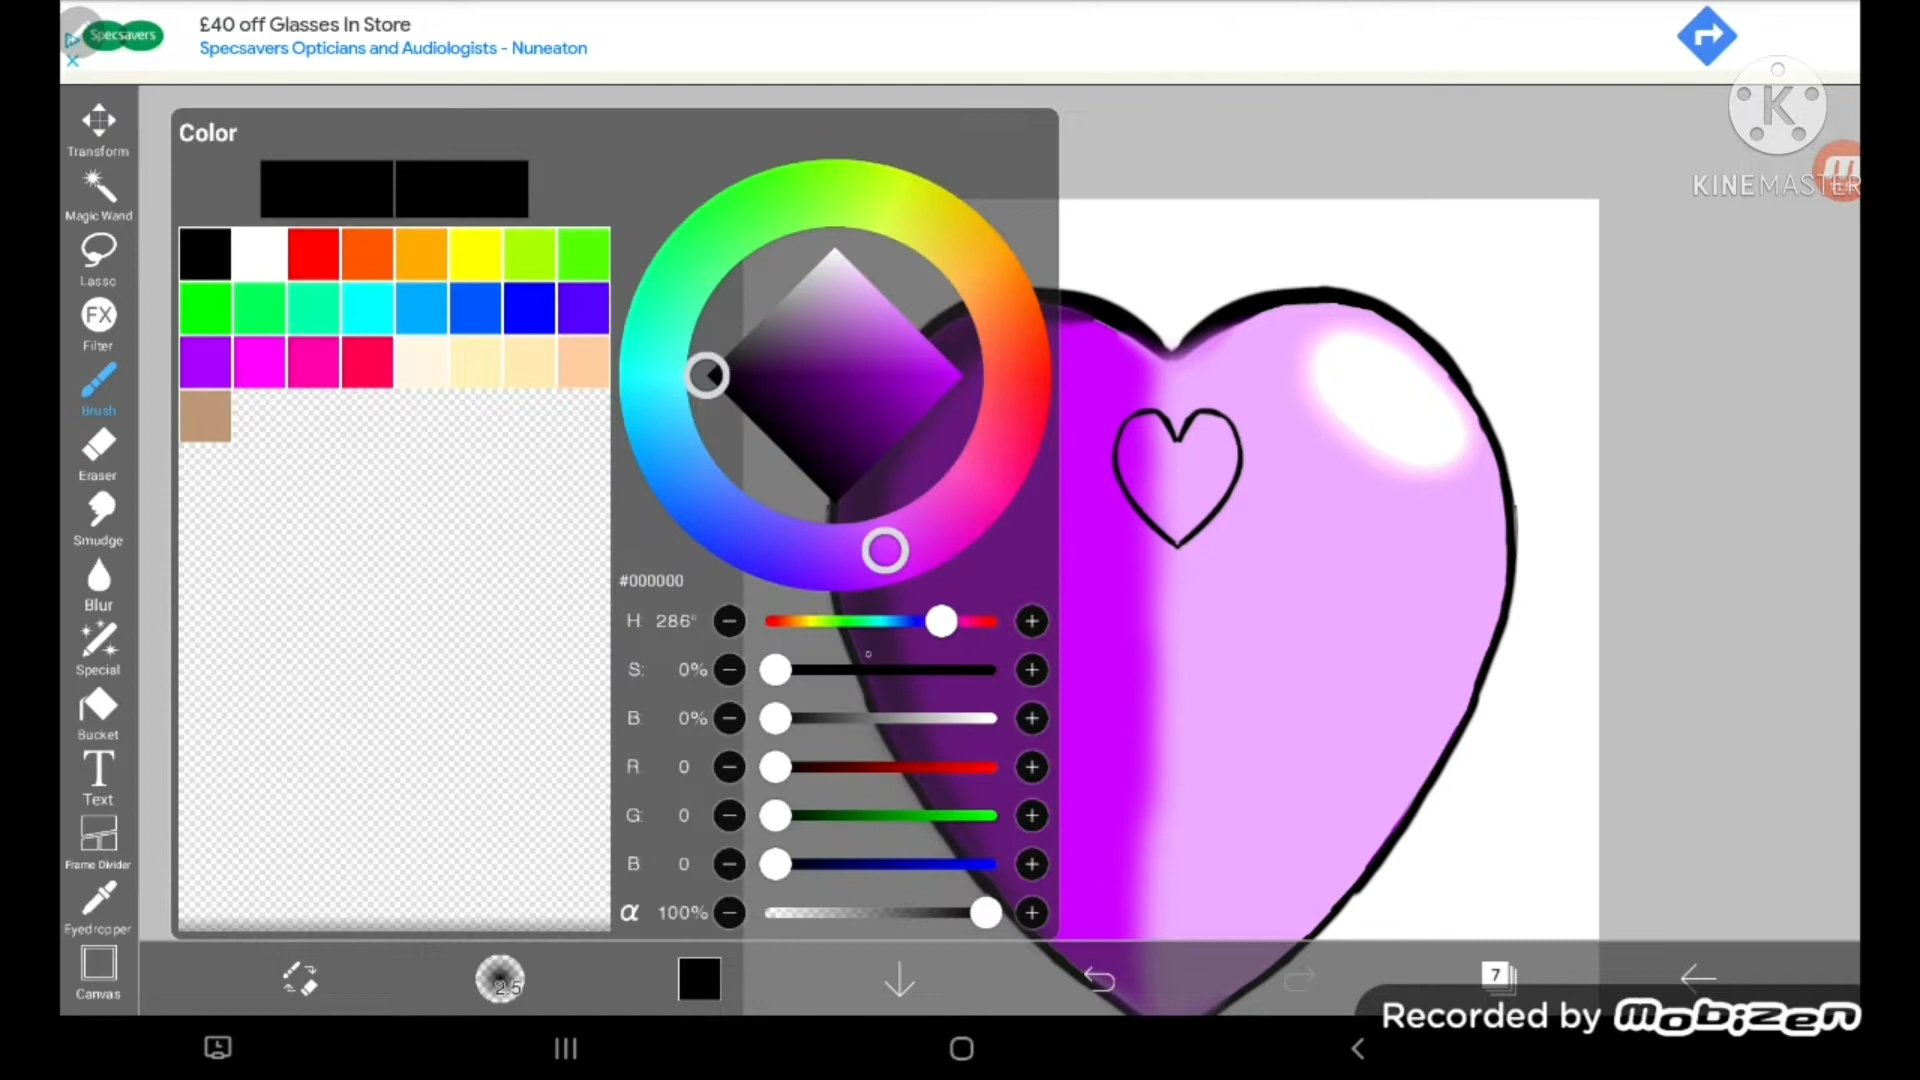 Specsavers
£40 off Glasses In Store
Specsavers Opticians and Audiologists - Nuneaton
K
KINEMASTER
Transform
Magic Wand
Lasso
FX
Filter
Brush
Eraser
Smudge
Blur
Special
Bucket
T
Text
Frame Divider
Eyedropper
Canvas
Color
#000000
H 286°
S: 0%
B 0%
R 0
G: 0
B 0
α 100%
2.5
7
Recorded by mobizen